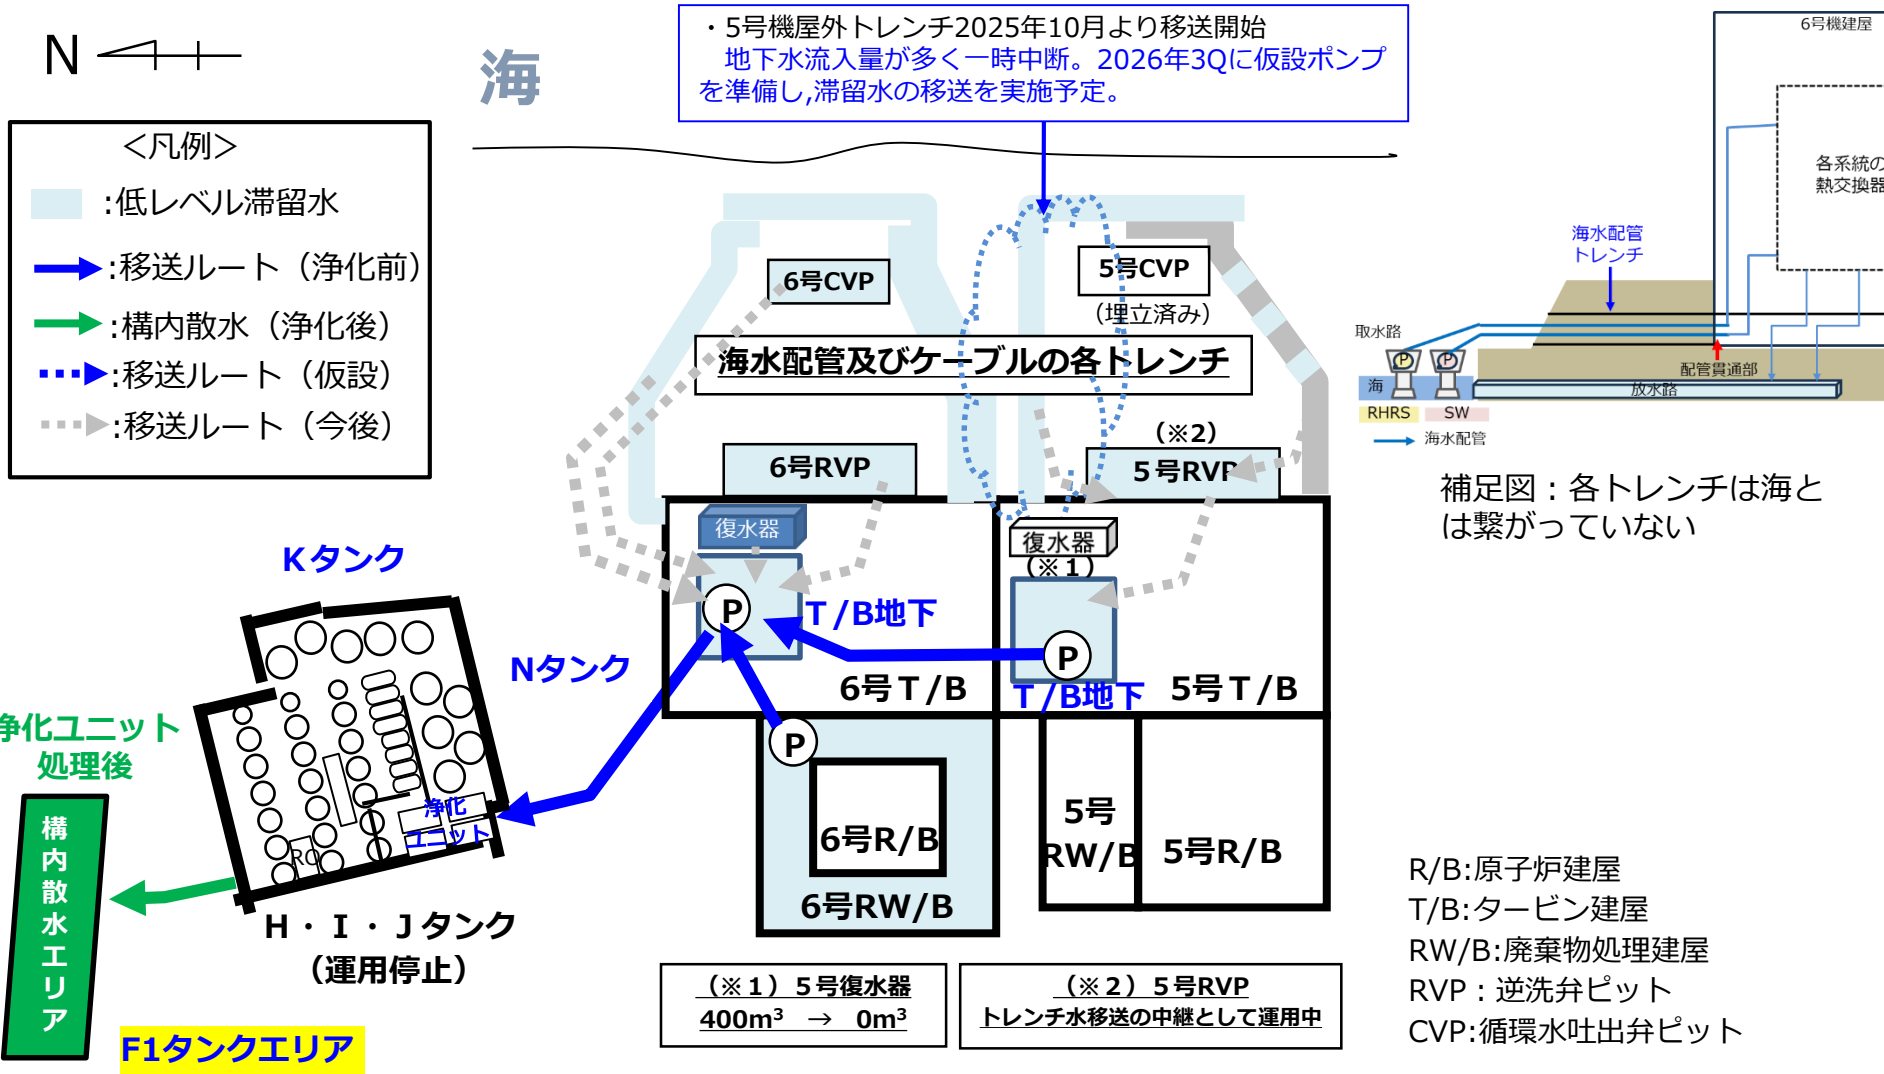 N
海
・5号機屋外トレンチ2025年10月より移送開始
地下水流入量が多く一時中断。2026年3Qに仮設ポンプ
を準備し,滞留水の移送を実施予定。
<凡例>
:低レベル滞留水
:移送ルート（浄化前）
:構内散水（浄化後）
:移送ルート（仮設）
:移送ルート（今後）
6号CVP
5号CVP
（埋立済み）
海水配管及びケーブルの各トレンチ
6号RVP
（※2）
５号RVP
復水器
復水器
（※１）
P
T/B地下
P
T/B地下
6号T/B
5号T/B
P
6号R/B
6号RW/B
5号
RW/B
5号R/B
Kタンク
Nタンク
浄化
ユニット
RO
浄化ユニット
処理後
構内散水エリア
H・I・Jタンク
（運用停止）
F1タンクエリア
（※１）５号復水器
400m³ → 0m³
（※２）５号RVP
トレンチ水移送の中継として運用中
6号機建屋
各系統の
熱交換器
海水配管
トレンチ
取水路
P
P
海
配管貫通部
放水路
RHRS
SW
海水配管
補足図：各トレンチは海と
は繋がっていない
R/B:原子炉建屋
T/B:タービン建屋
RW/B:廃棄物処理建屋
RVP：逆洗弁ピット
CVP:循環水吐出弁ピット